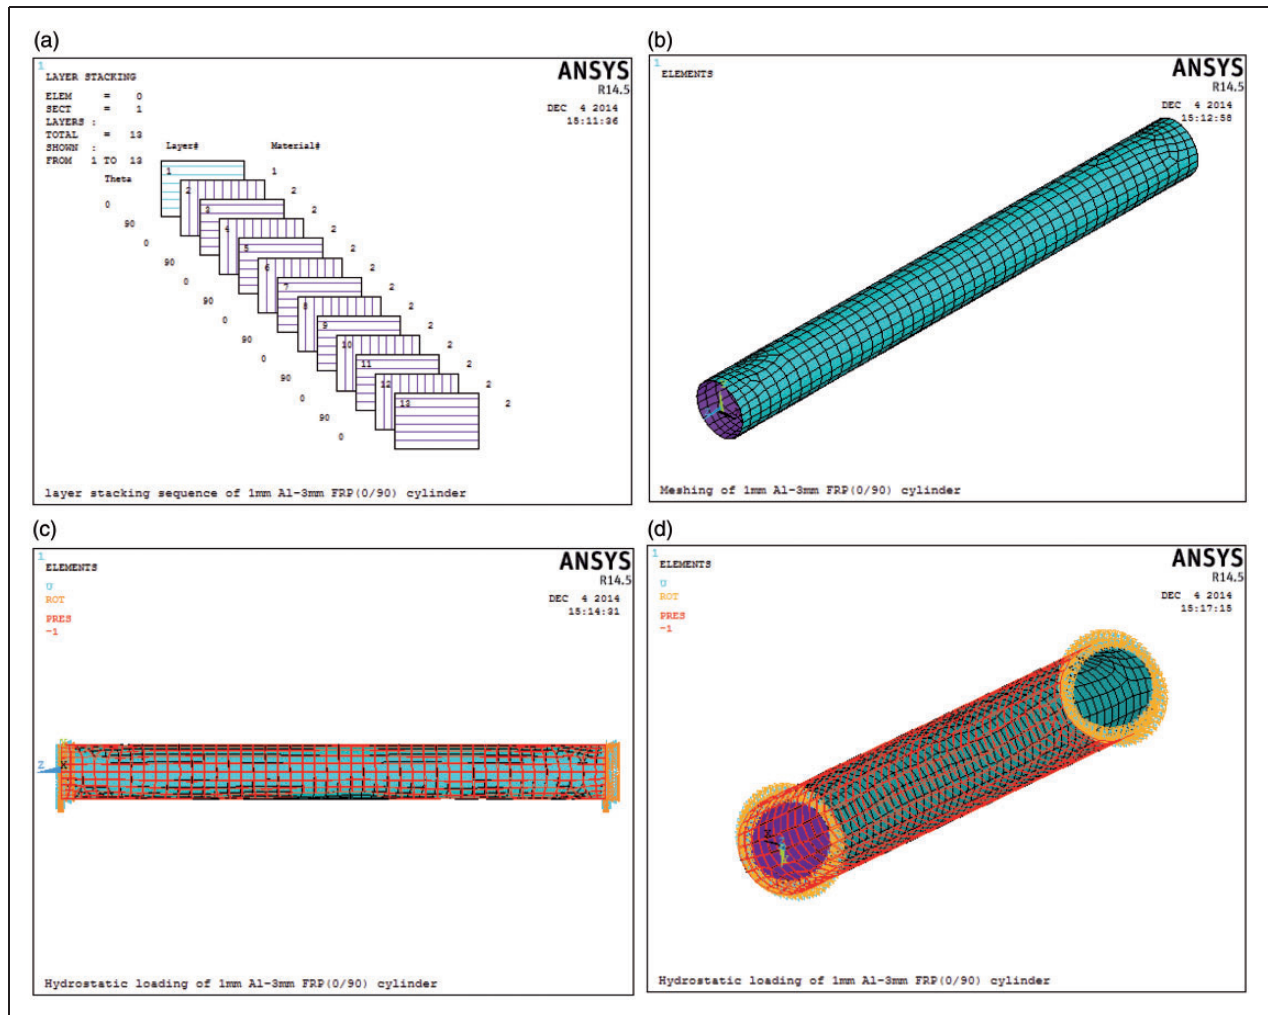 (a)
1
LAYER STACKING
ANSYS
R14.5
ELEM = 0
SECT = 1
LAYERS :
TOTAL = 13
SHOWN :
FROM 1 TO 13
DEC 4 2014
15:11:36
Layer# Material#
Theta
1 1
0 2 2
90 3 2
0 4 2
90 5 2
0 6 2
90 7 2
0 8 2
90 9 2
0 10 2
90 11 2
0 12 2
90 13 2
0
layer stacking sequence of 1mm Al-3mm FRP(0/90) cylinder
(b)
1
ELEMENTS
ANSYS
R14.5
DEC 4 2014
15:12:58
Meshing of 1mm Al-3mm FRP(0/90) cylinder
(c)
1
ELEMENTS
U
ROT
PRES
-1
ANSYS
R14.5
DEC 4 2014
15:14:31
Z X
Hydrostatic loading of 1mm Al-3mm FRP(0/90) cylinder
(d)
1
ELEMENTS
U
ROT
PRES
-1
ANSYS
R14.5
DEC 4 2014
15:17:15
Hydrostatic loading of 1mm Al-3mm FRP(0/90) cylinder